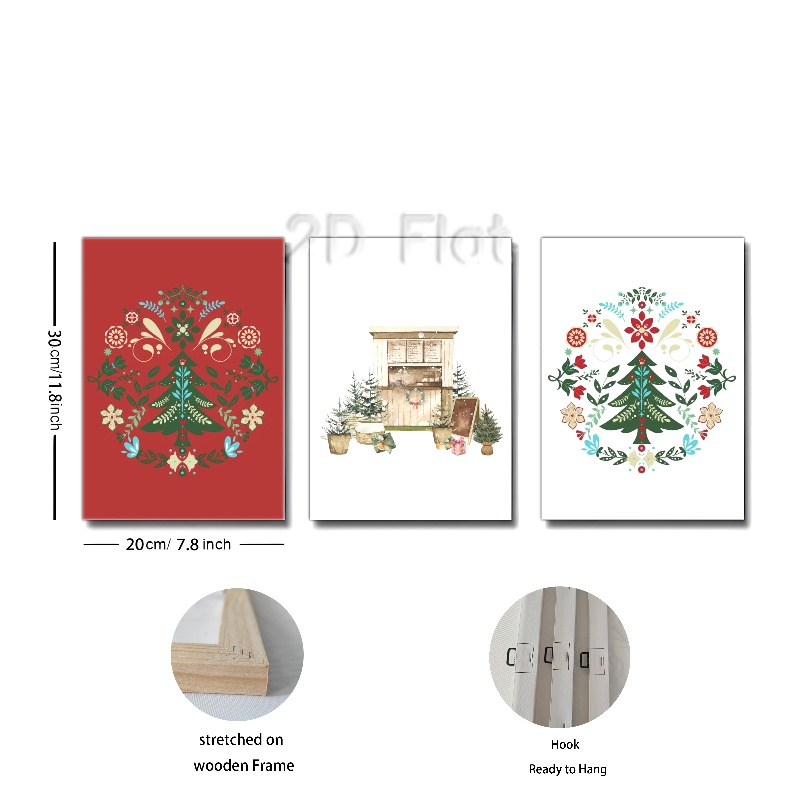 2D Flat
30cm/11.8inch
20cm/ 7.8 inch
stretched on
wooden Frame
Hook
Ready to Hang